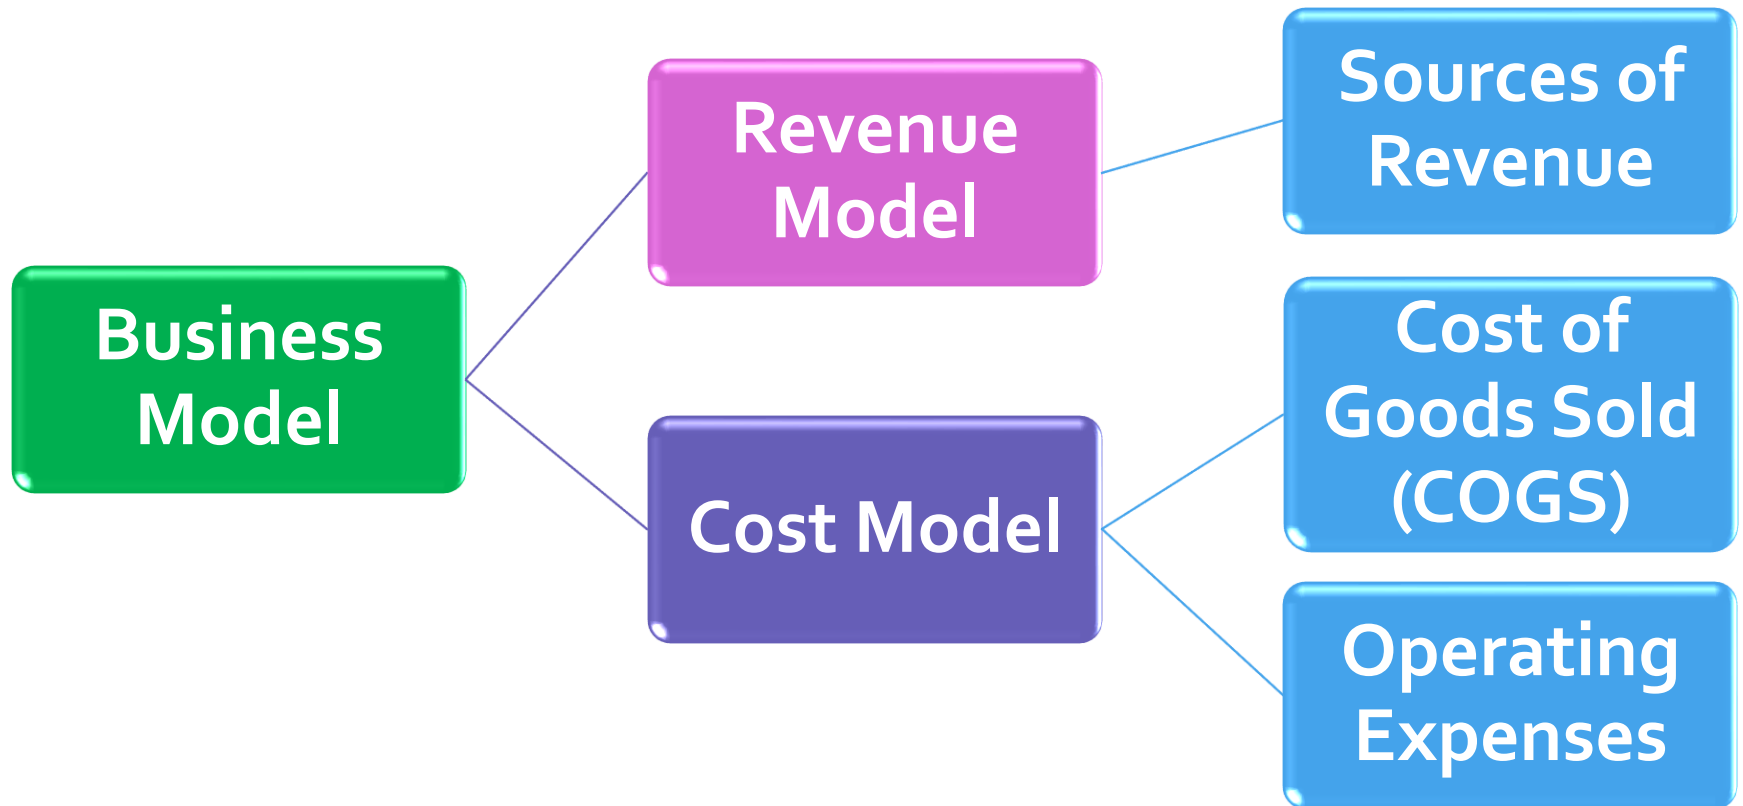 Business
Model
Revenue
Model
Cost Model
Sources of
Revenue
Cost of
Goods Sold
(COGS)
Operating
Expenses